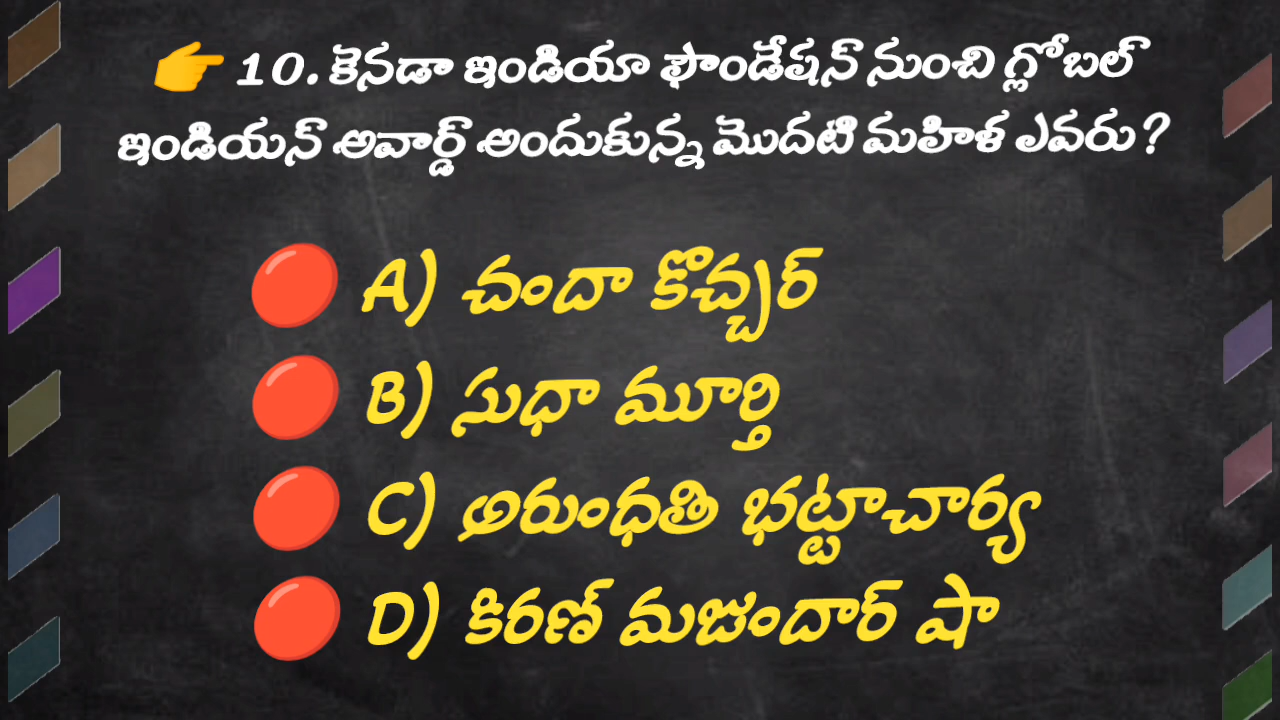 👉 10. కెనడా ఇండియా ఫౌండేషన్ నుంచి గ్లోబల్
ఇండియన్ అవార్డ్ అందుకున్న మొదటి మహిళ ఎవరు?
🔴 A) చందా కొచ్చర్
🔴 B) సుధా మూర్తి
🔴 C) అరుంధతి భట్టాచార్య
🔴 D) కిరణ్ మజుందార్ షా